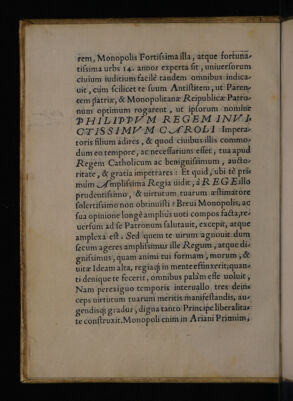 rem, Monopolis Fortissima illa, atque fortuna-
tissima urbs 14. annor experta sit, uniuersorum
ciuium iuditium facilè tandem omnibus indica-
uit, cùm scilicet te suum Antistitem, ut Paren-
tem patriæ, & Monopolitanæ Reipublicæ Patro-
num optimum rogarent, ut ipsorum nomine
PHILIPPVM REGEM INVI-
CTISSIMVM CAROLI Impera-
toris filium adires, & quod ciuibus illis commo-
dum eo tempore, ac necessarium esset, tua apud
Regem Catholicum ac benignissimum, aucto-
ritate, & gratia impetrares: Et quid, ubi tè pri
mùm Amplissima Regia uidit, à REGE illo
prudentissimo, & uirtutum tuarum æstimatore
solertissimo non obtinuisti? Breui Monopolis, ac
sua opinione longè amplius uoti compos facta, re-
uersum ad se Patronum salutauit, excepit, atque
amplexa est. Sed quem te uirum agnouit dum
secum ageres amplissimus ille Regum, atque di-
gnissimus, quam animi tui formam, morum, &
uitæ Ideam alta, regiaq; in mente effinxerit; quan-
ti denique te fecerit, omnibus palàm esse uoluit,
Nam perexiguo temporis interuallo tres dein-
ceps uirtutum tuarum meritis manifestandis, au-
gendisq; gradus, digna tanto Principe liberalita-
te construxit. Monopoli enim in Ariani Primùm,